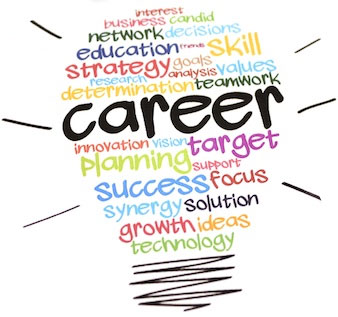 interest
business candid
network decisions
education friends skill
strategy goals
research analysis values
determination teamwork
career
innovation vision target
planning support
success focus
synergy solution
growth ideas
technology